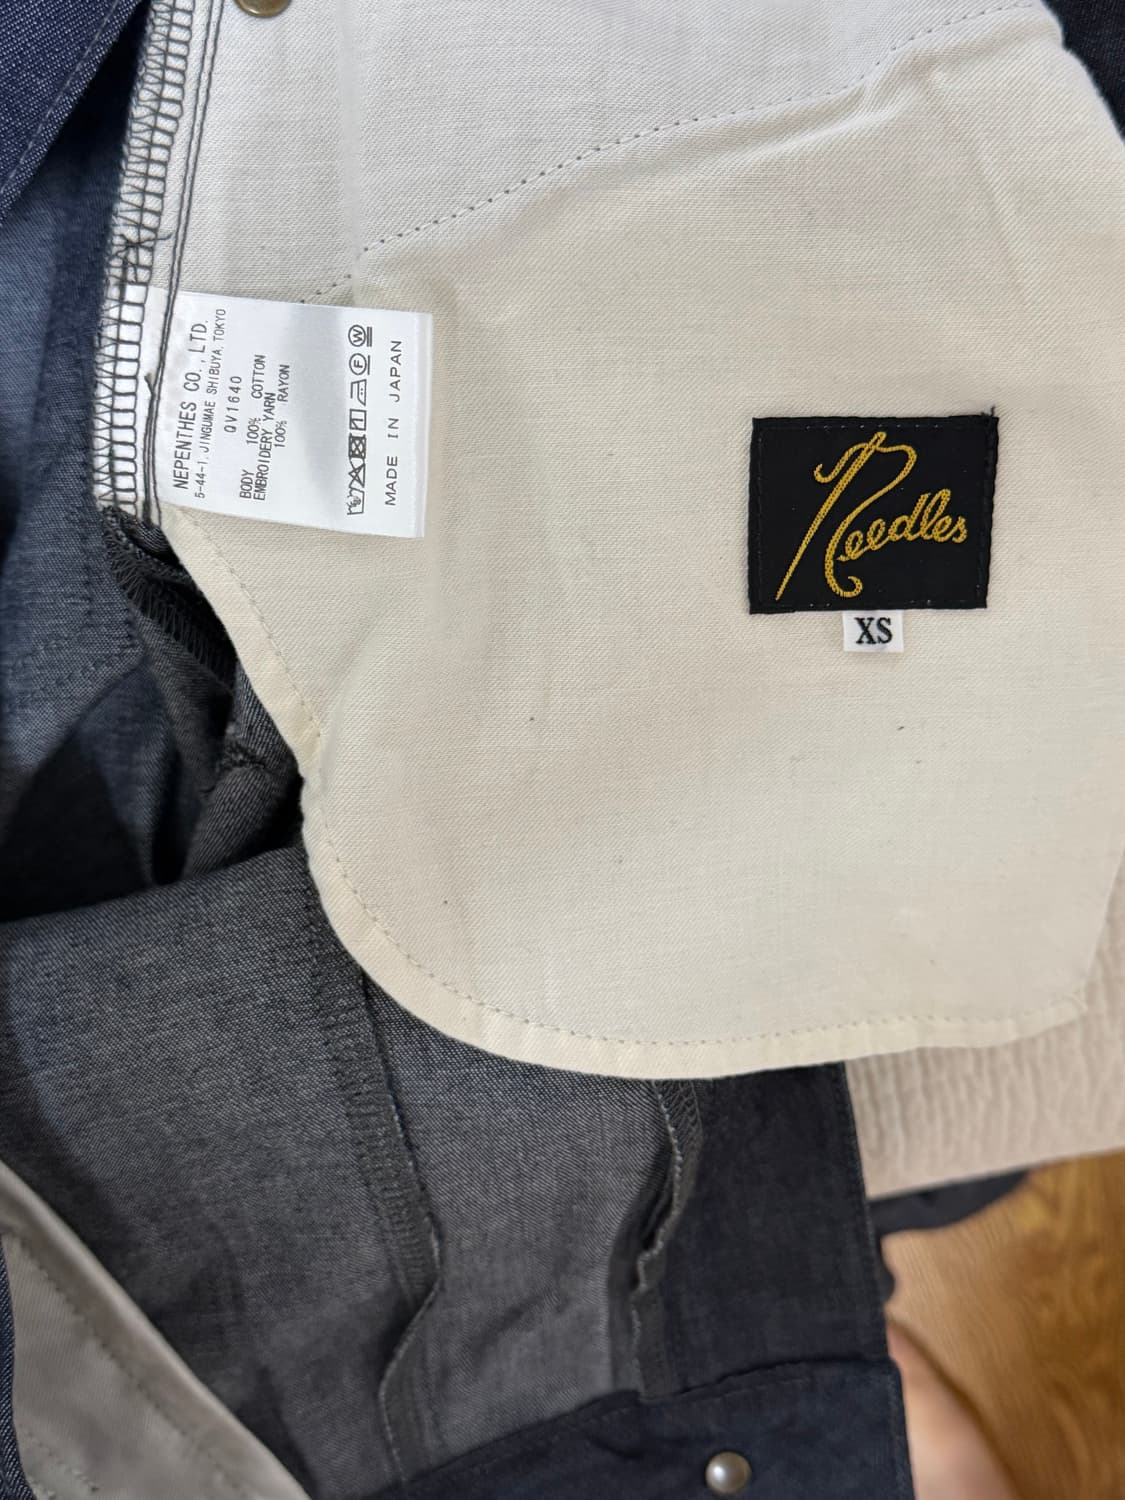 NEPENTHES CO., LTD.
5-44-1, JINGUMAE SHIBUYA, TOKYO
QV1640
BODY 100% COTTON
EMBROIDERY YARN
100% RAYON
MADE IN JAPAN
Needles
XS